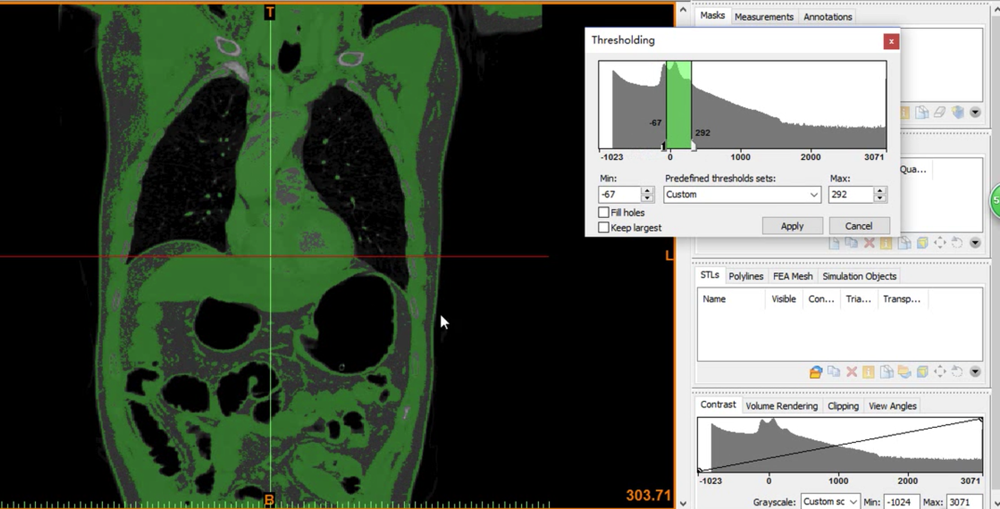 T
B
L
303.71
Masks Measurements Annotations
Thresholding
x
-67
292
-1023 0 1000 2000 3071
Min: Predefined thresholds sets: Max:
-67 Custom 292
Fill holes
Keep largest
Apply Cancel
Qua...
5
STLs Polylines FEA Mesh Simulation Objects
Name Visible Con... Tria... Transp...
Contrast Volume Rendering Clipping View Angles
-1023 0 1000 2000 3071
Grayscale: Custom sc Min: -1024 Max: 3071